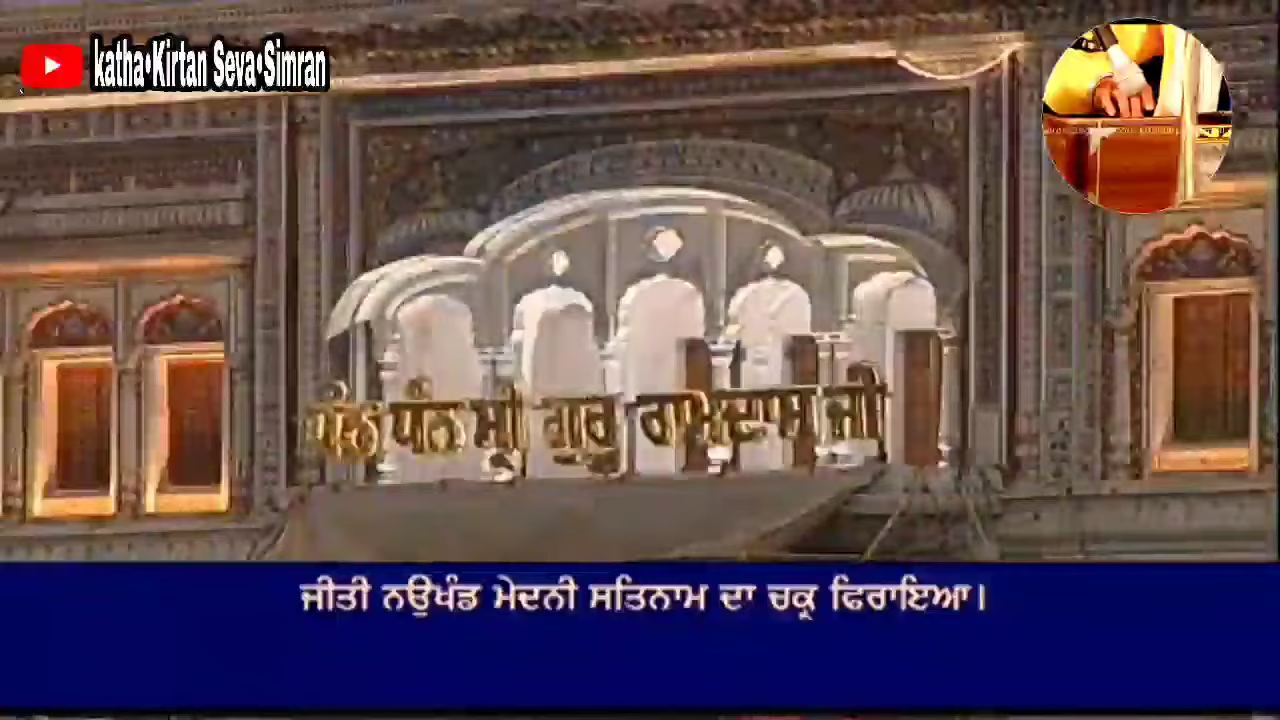 katha•Kirtan Seva•Simran
ਧੰਨ ਧੰਨ ਸ੍ਰੀ ਗੁਰੂ ਰਾਮਦਾਸ ਜੀ
ਜੀਤੀ ਨਉਖੰਡ ਮੇਦਨੀ ਸਤਿਨਾਮ ਦਾ ਚਕ੍ਰ ਫਿਰਾਇਆ।